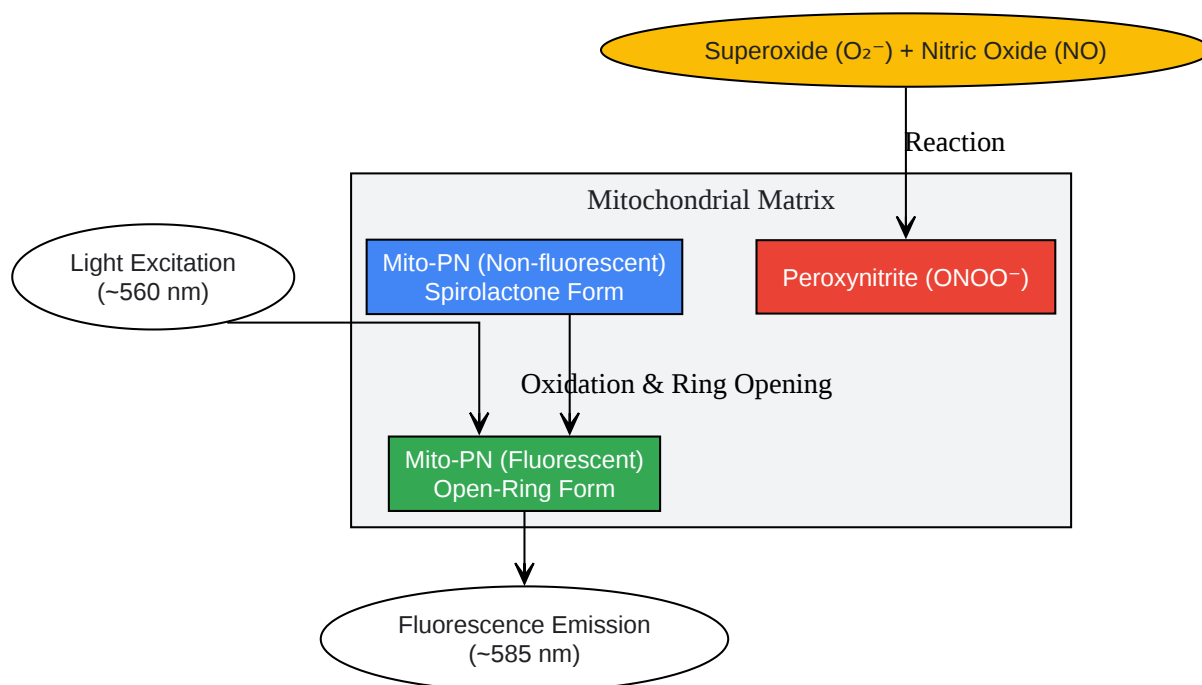 Superoxide (O₂⁻) + Nitric Oxide (NO)
Reaction
Mitochondrial Matrix
Light Excitation
(~560 nm)
Mito-PN (Non-fluorescent)
Spirolactone Form
Peroxynitrite (ONOO⁻)
Oxidation & Ring Opening
Mito-PN (Fluorescent)
Open-Ring Form
Fluorescence Emission
(~585 nm)